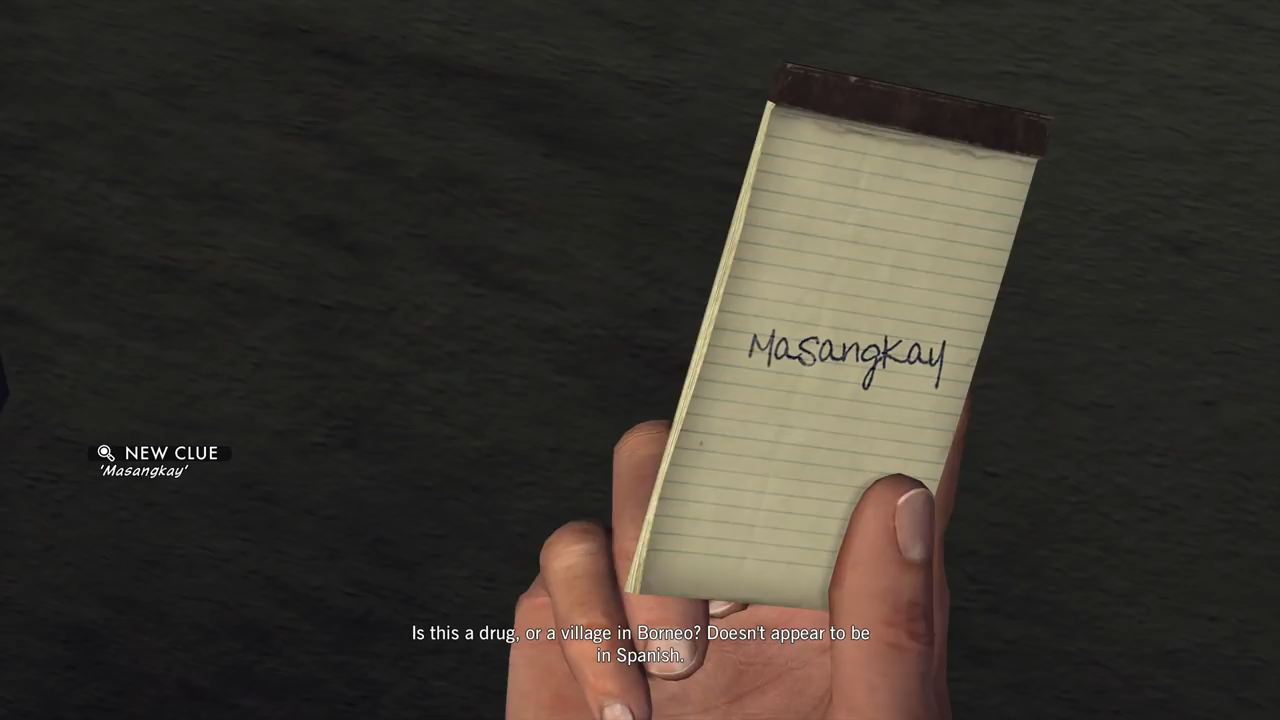 Masangkay
NEW CLUE
'Masangkay'
Is this a drug, or a village in Borneo? Doesn't appear to be
in Spanish.